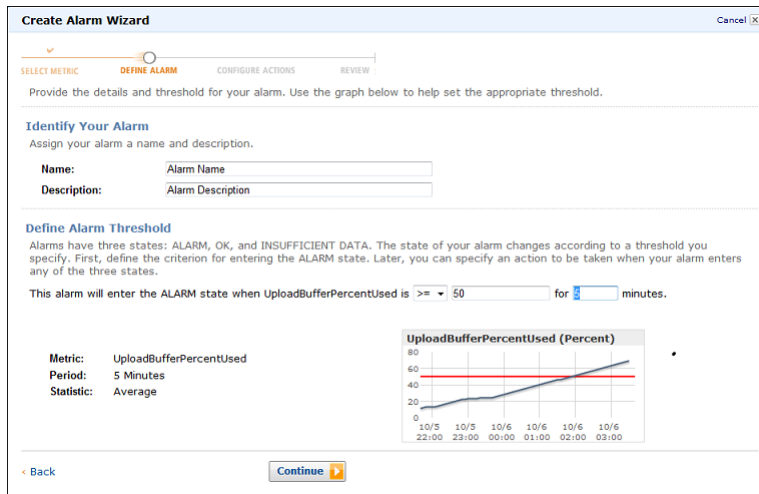 Create Alarm Wizard
Cancel X
SELECT METRIC DEFINE ALARM CONFIGURE ACTIONS REVIEW
Provide the details and threshold for your alarm. Use the graph below to help set the appropriate threshold.
Identify Your Alarm
Assign your alarm a name and description.
Name: Alarm Name
Description: Alarm Description
Define Alarm Threshold
Alarms have three states: ALARM, OK, and INSUFFICIENT DATA. The state of your alarm changes according to a threshold you
specify. First, define the criterion for entering the ALARM state. Later, you can specify an action to be taken when your alarm enters
any of the three states.
This alarm will enter the ALARM state when UploadBufferPercentUsed is >= 50 for 5 minutes.
Metric: UploadBufferPercentUsed
Period: 5 Minutes
Statistic: Average
UploadBufferPercentUsed (Percent)
80
60
40
20
0
10/5 10/5 10/6 10/6 10/6 10/6
22:00 23:00 00:00 01:00 02:00 03:00
‹ Back
Continue